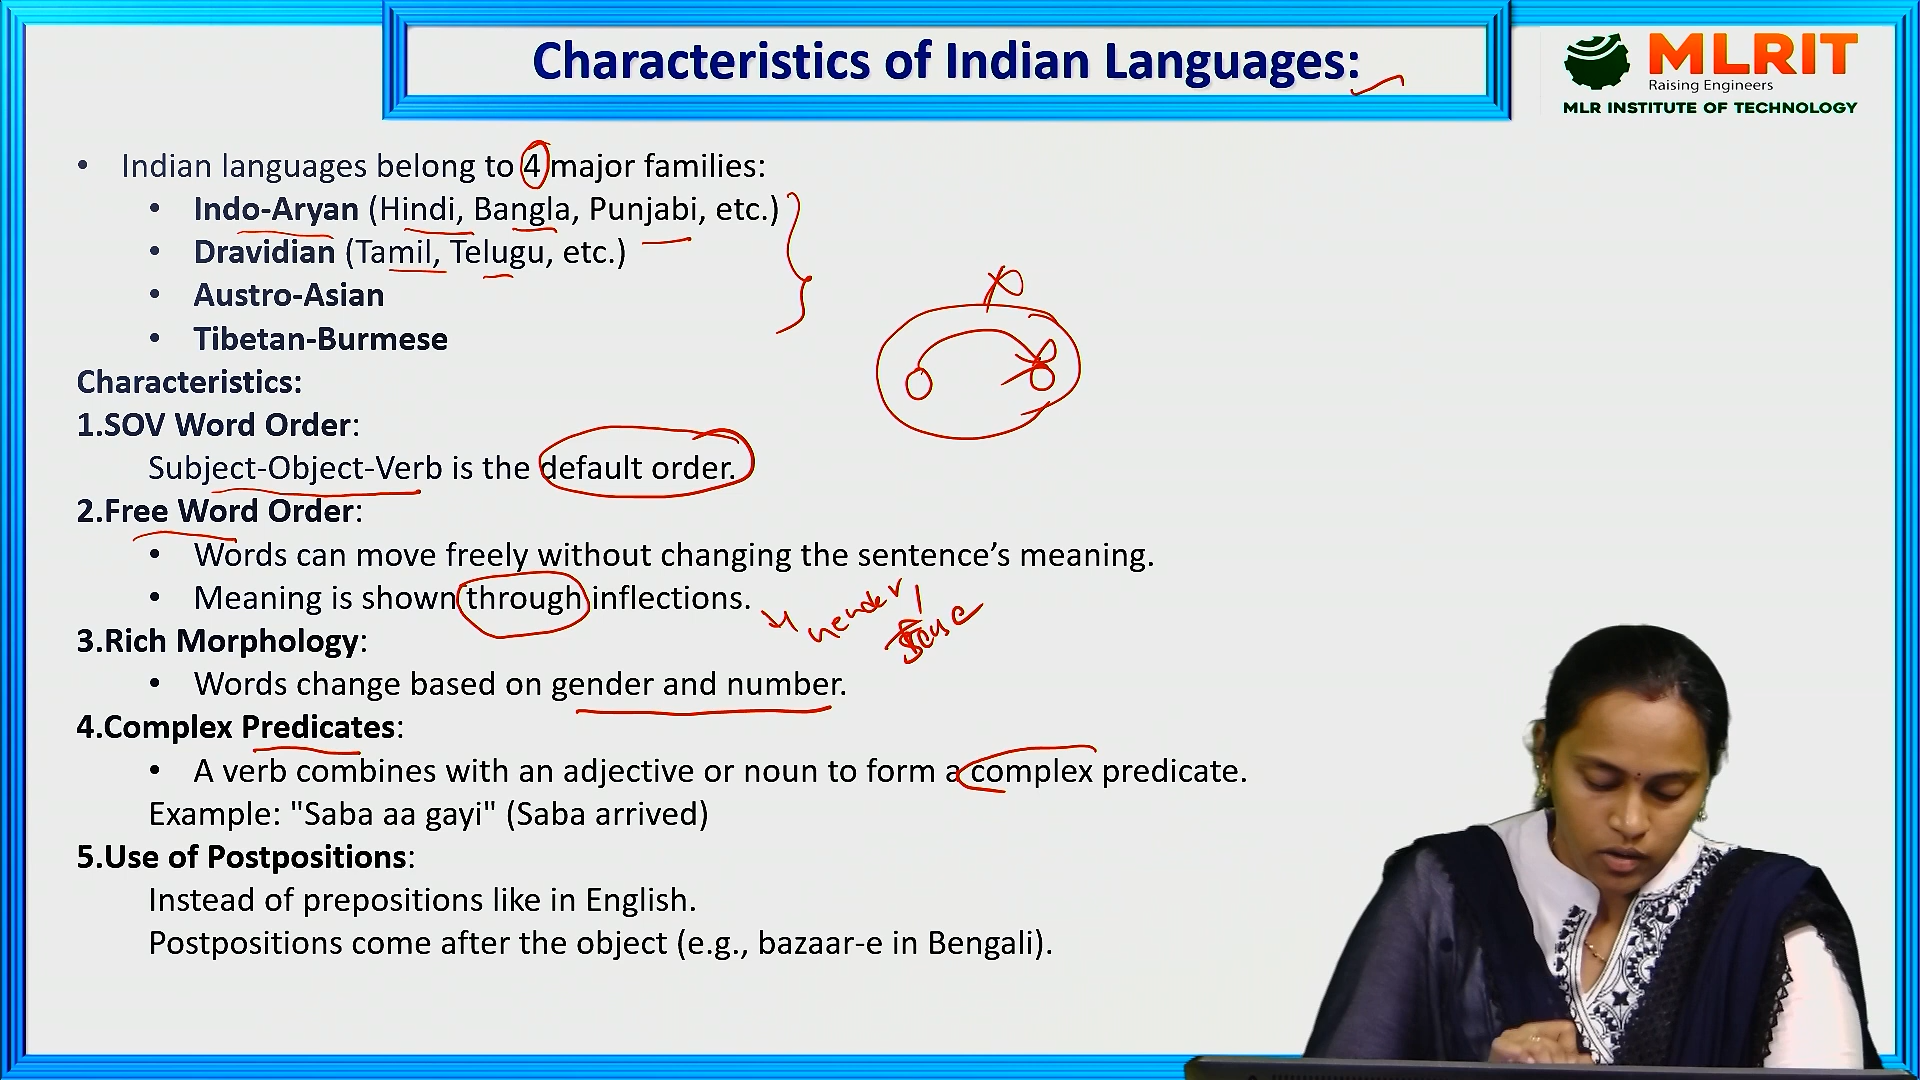 Characteristics of Indian Languages:
MLRIT
Raising Engineers
MLR INSTITUTE OF TECHNOLOGY
• Indian languages belong to 4 major families:
• Indo-Aryan (Hindi, Bangla, Punjabi, etc.)
• Dravidian (Tamil, Telugu, etc.)
• Austro-Asian
• Tibetan-Burmese
Characteristics:
1.SOV Word Order:
Subject-Object-Verb is the default order.
2.Free Word Order:
• Words can move freely without changing the sentence’s meaning.
• Meaning is shown through inflections.
3.Rich Morphology:
• Words change based on gender and number.
4.Complex Predicates:
• A verb combines with an adjective or noun to form a complex predicate.
Example: "Saba aa gayi" (Saba arrived)
5.Use of Postpositions:
Instead of prepositions like in English.
Postpositions come after the object (e.g., bazaar-e in Bengali).